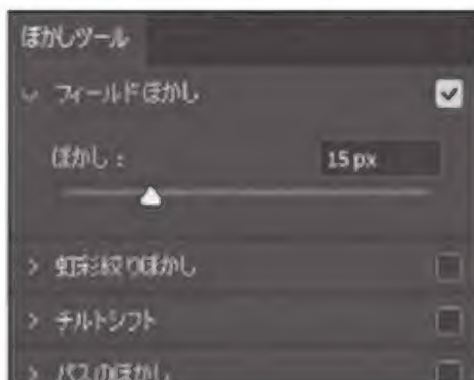 ぼかしツール
フィールドぼかし
ぼかし : 15 px
虹彩絞りぼかし
チルトシフト
パスのぼかし